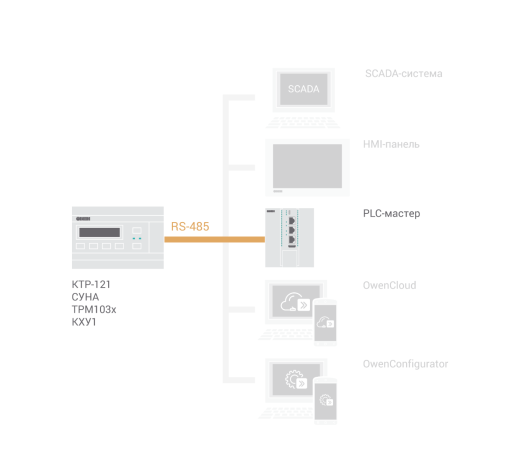 SCADA-система
SCADA
HMI-панель
RS-485
PLC-мастер
КТР-121
СУНА
ТРМ103х
КХУ1
OwenCloud
OwenConfigurator